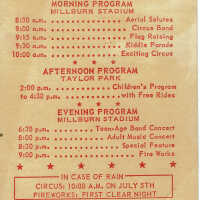 MORNING PROGRAM
MILLBURN STADIUM
8:30 a.m. Aerial Salutes
9:00 a.m. Circus Band
9:15 a.m. Flag Raising
9:30 a.m. Kiddie Parade
10:00 a.m. Exciting Circus
AFTERNOON PROGRAM
TAYLOR PARK
2:00 p.m. Children's Program
to 4:30 p.m. with Free Rides
EVENING PROGRAM
MILLBURN STADIUM
6:30 p.m. Teen-Age Band Concert
8:00 p.m. Adult Music Concert
8:30 p.m. Special Feature
9:00 p.m. Fire Works
IN CASE OF RAIN
CIRCUS: 10:00 A.M. ON JULY 5TH
FIREWORKS: FIRST CLEAR NIGHT